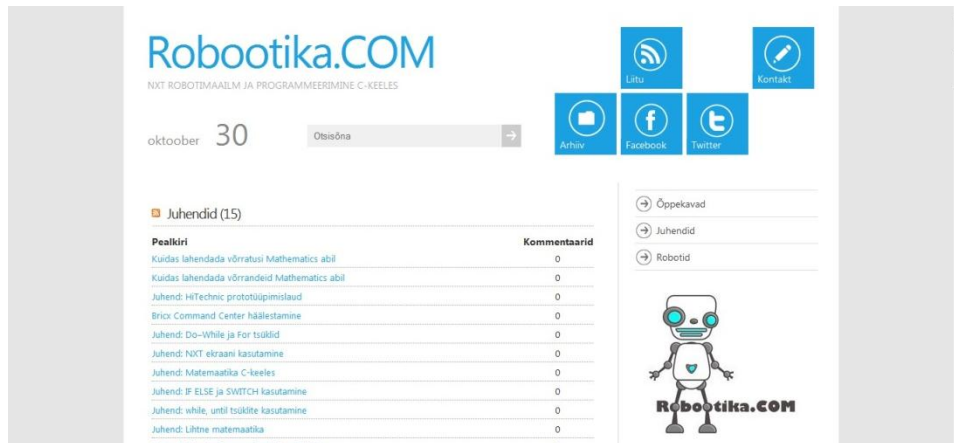 Robootika.COM
NXT ROBOTIMAAILM JA PROGRAMMEERIMINE C-KEELES
Liitu
Kontakt
oktoober 30
Otsisõna
Arhiiv
Facebook
Twitter
Juhendid (15)
Pealkiri Kommentaarid
Kuidas lahendada võrratusi Mathematics abil 0
Kuidas lahendada võrrandeid Mathematics abil 0
Juhend: HiTechnic prototüüpimislaud 0
Bricx Command Center häälestamine 0
Juhend: Do–While ja For tsüklid 0
Juhend: NXT ekraani kasutamine 0
Juhend: Matemaatika C-keeles 0
Juhend: IF ELSE ja SWITCH kasutamine 0
Juhend: while, until tsüklite kasutamine 0
Juhend: Lihtne matemaatika 0
Õppekavad
Juhendid
Robotid
Robootika.COM